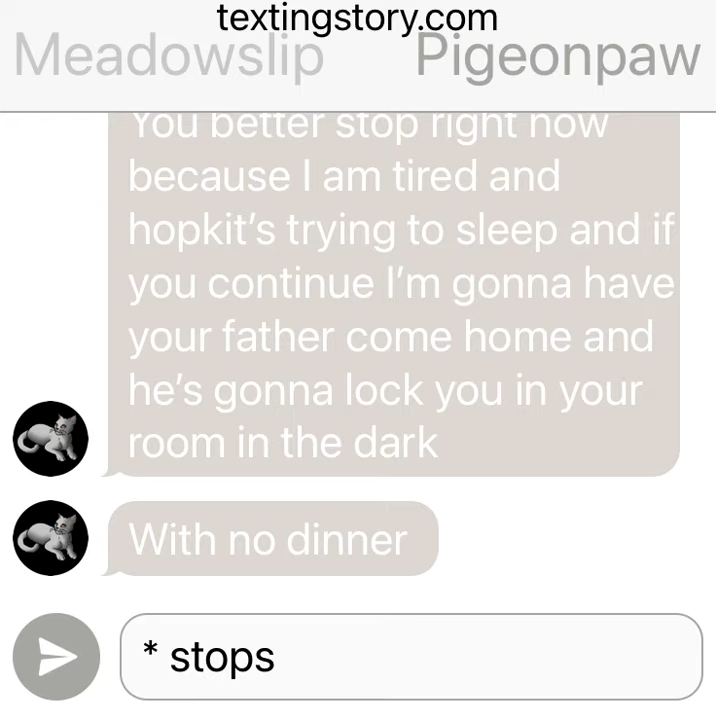 textingstory.com
Meadowslip Pigeonpaw
You better stop right now
because I am tired and
hopkit's trying to sleep and if
you continue I'm gonna have
your father come home and
he's gonna lock you in your
room in the dark
With no dinner
* stops